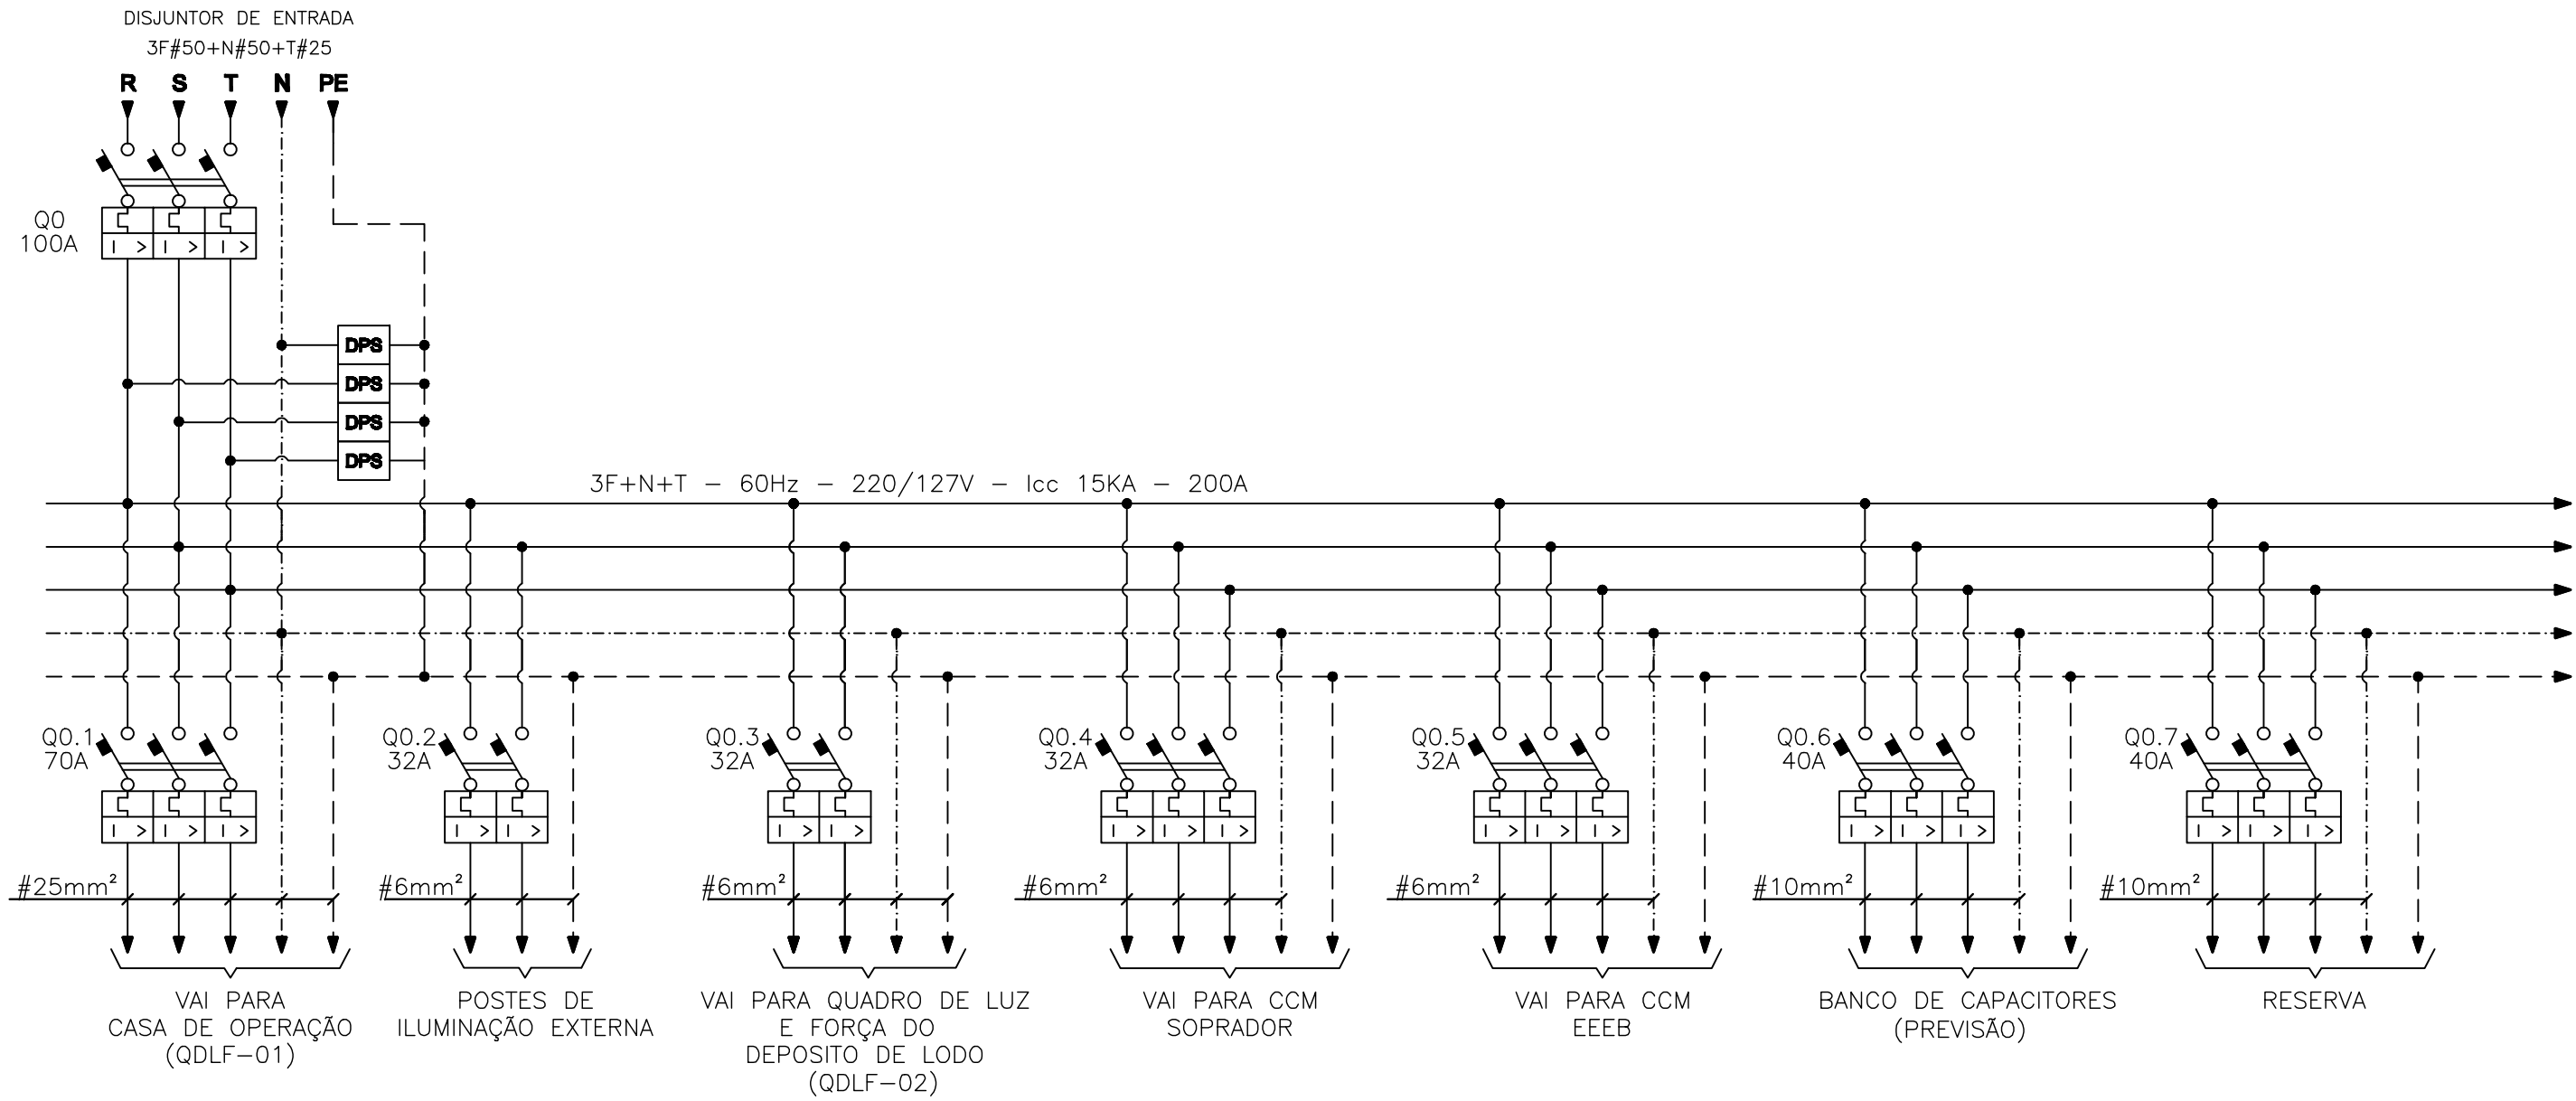 DISJUNTOR DE ENTRADA
3F#50+N#50+T#25
R S T N PE
Q0
100A
DPS
DPS
DPS
DPS
3F+N+T - 60Hz - 220/127V - Icc 15KA - 200A
Q0.1
70A
Q0.2
32A
Q0.3
32A
Q0.4
32A
Q0.5
32A
Q0.6
40A
Q0.7
40A
I > I > I >
I > I > I >
I > I >
I > I >
I > I > I >
I > I > I >
I > I > I >
I > I > I >
#25mm²
#6mm²
#6mm²
#6mm²
#6mm²
#10mm²
#10mm²
VAI PARA
CASA DE OPERAÇÃO
(QDLF-01)
POSTES DE
ILUMINAÇÃO EXTERNA
VAI PARA QUADRO DE LUZ
E FORÇA DO
DEPOSITO DE LODO
(QDLF-02)
VAI PARA CCM
SOPRADOR
VAI PARA CCM
EEEB
BANCO DE CAPACITORES
(PREVISÃO)
RESERVA